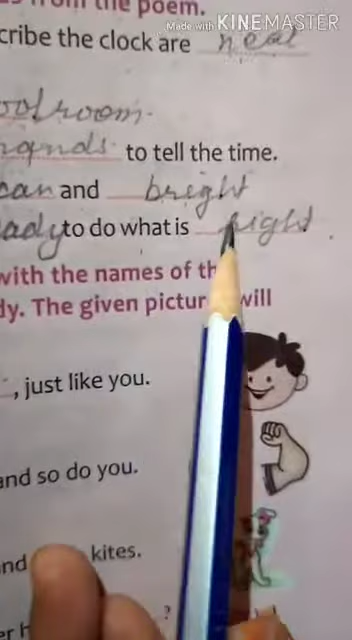 from the poem.
Made with KINEMASTER
cribe the clock are neat
oolroom.
hands to tell the time.
ean and bright
eady to do what is right.
with the names of th
dy. The given pictur will
, just like you.
and so do you.
and kites.
er h ?